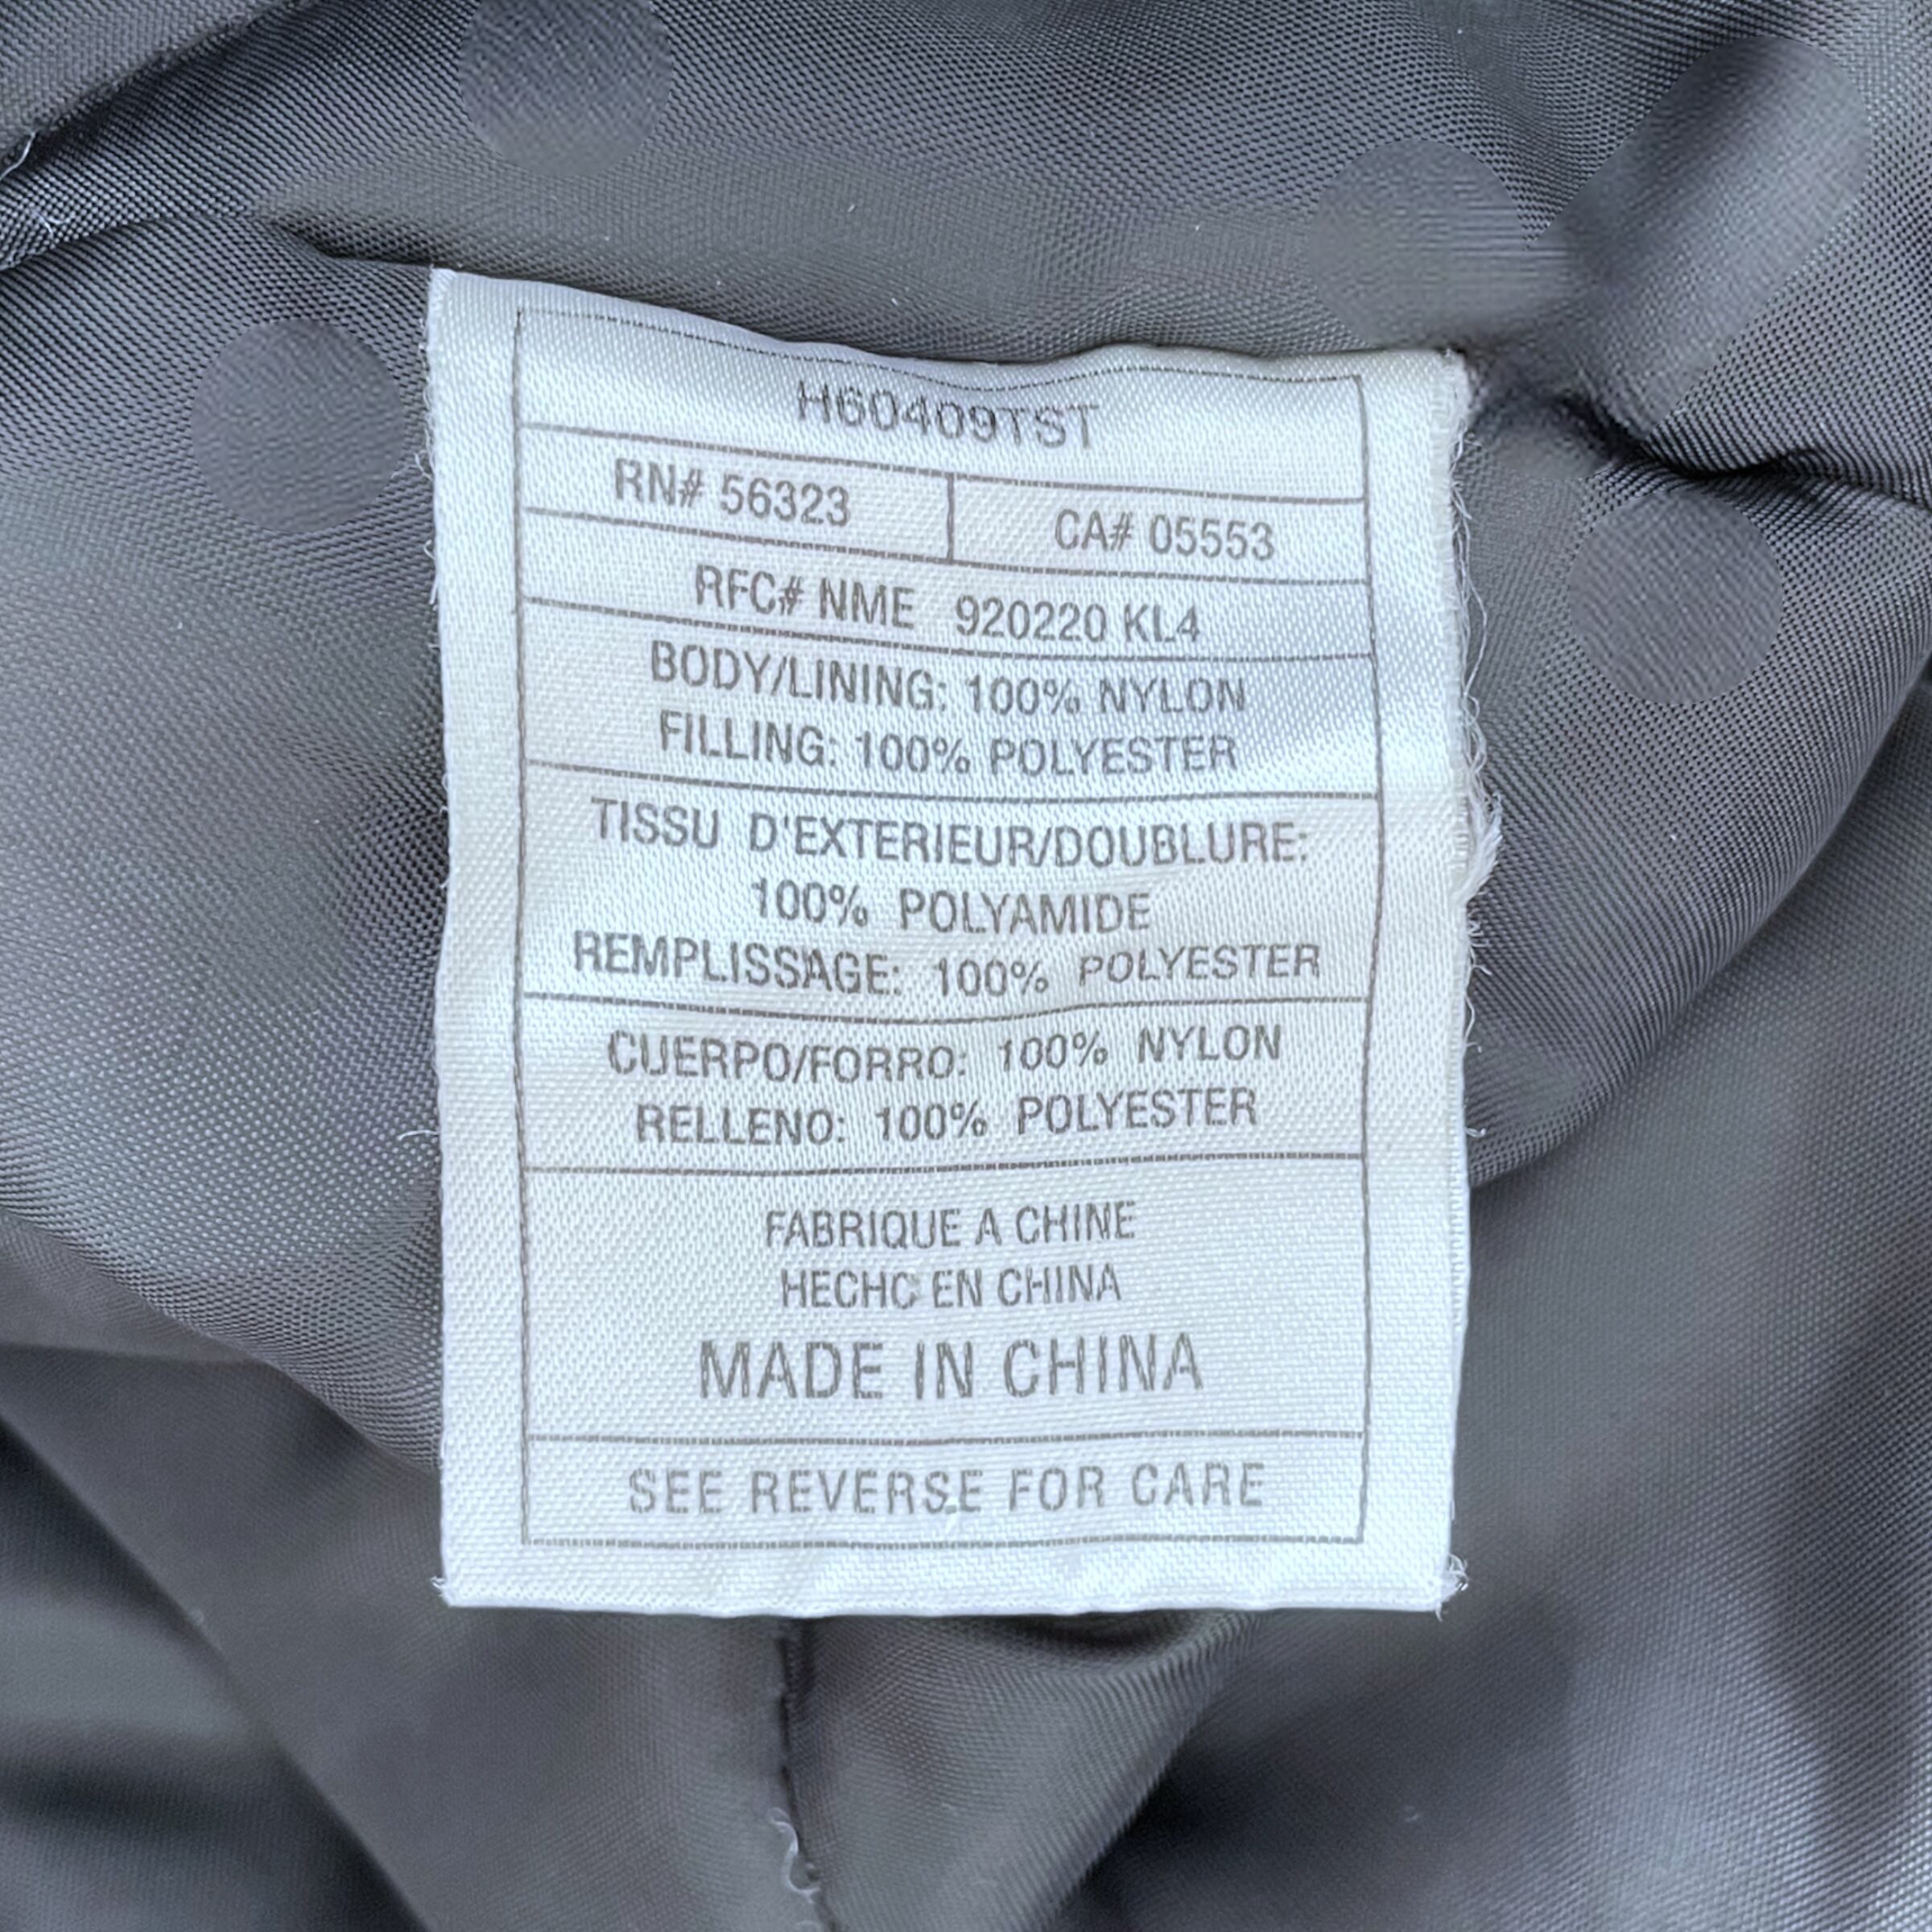 H60409TST
RN# 56323 CA# 05553
RFC# NME 920220 KL4
BODY/LINING: 100% NYLON
FILLING: 100% POLYESTER
TISSU D'EXTERIEUR/DOUBLURE:
100% POLYAMIDE
REMPLISSAGE: 100% POLYESTER
CUERPO/FORRO: 100% NYLON
RELLENO: 100% POLYESTER
FABRIQUE A CHINE
HECHO EN CHINA
MADE IN CHINA
SEE REVERSE FOR CARE